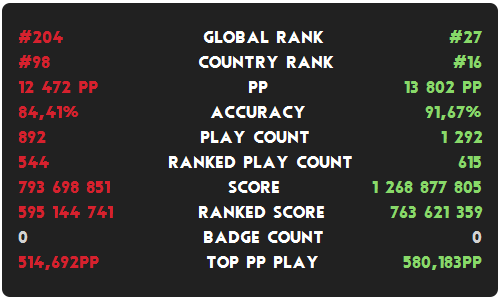 #204 GLOBAL RANK #27
#98 COUNTRY RANK #16
12 472 PP PP 13 802 PP
84,41% ACCURACY 91,67%
892 PLAY COUNT 1 292
544 RANKED PLAY COUNT 615
793 698 851 SCORE 1 268 877 805
595 144 741 RANKED SCORE 763 621 359
0 BADGE COUNT 0
514,692PP TOP PP PLAY 580,183PP